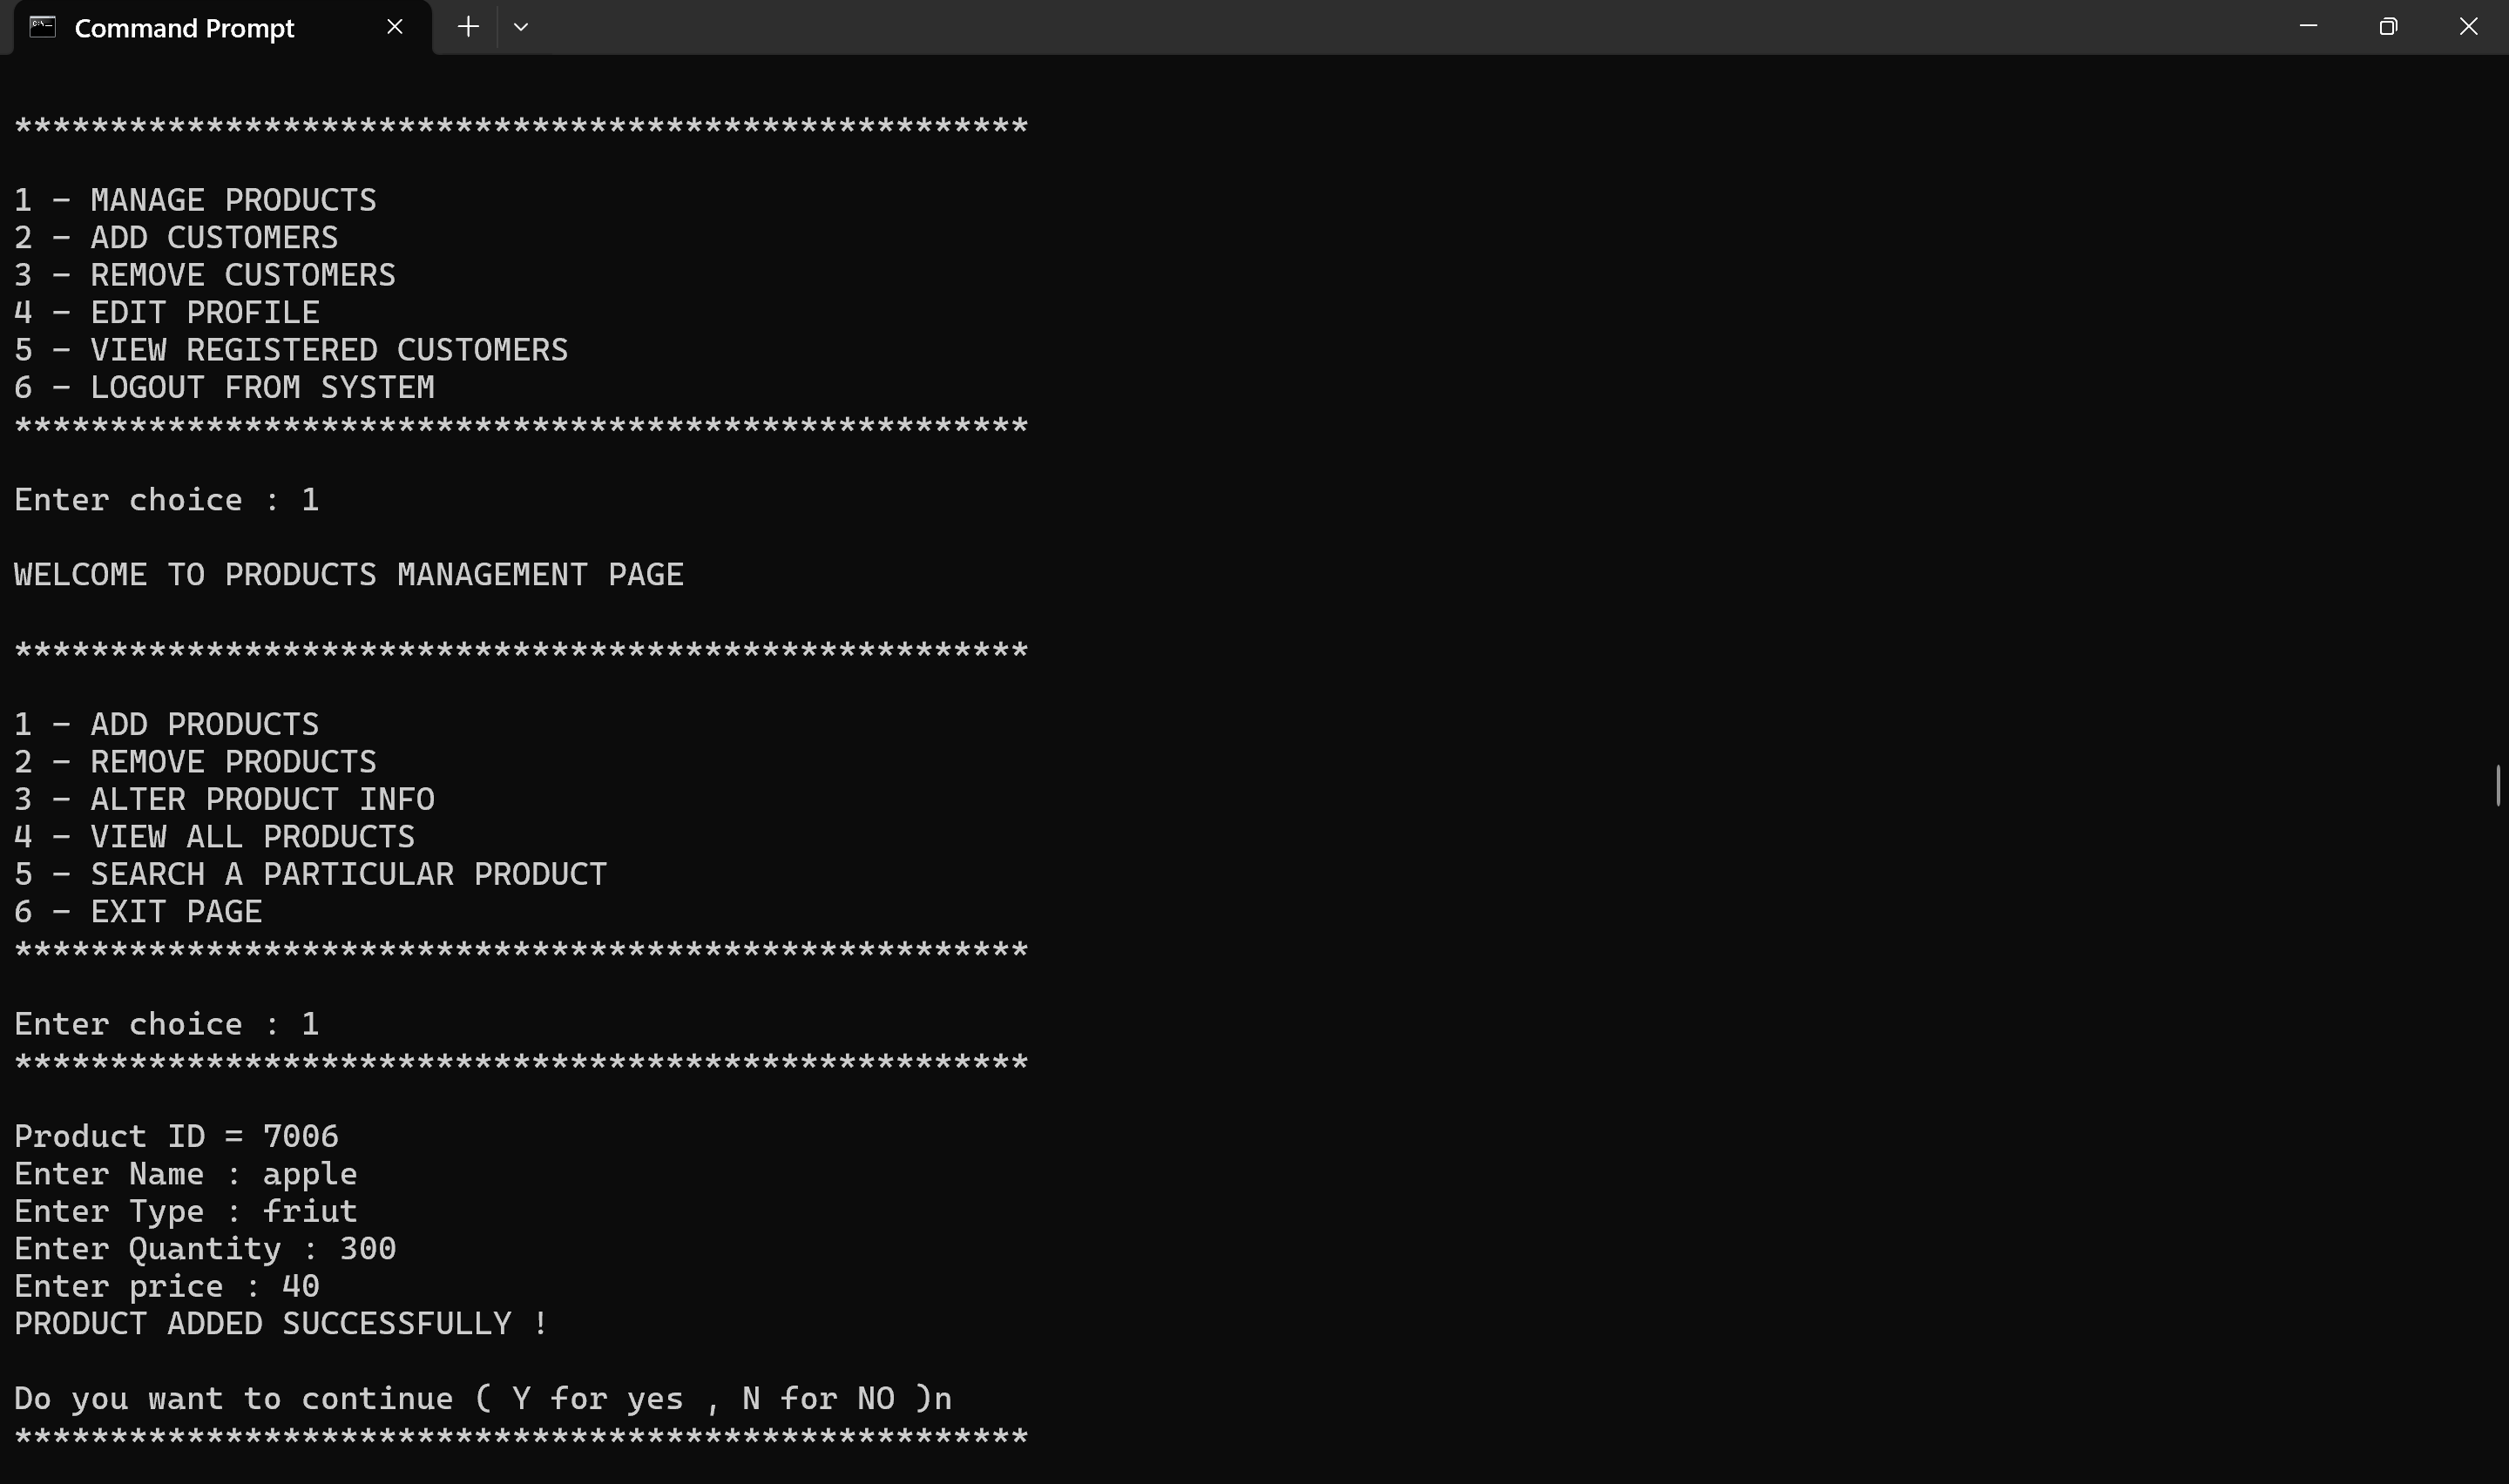 Command Prompt
*****************************************************
1 - MANAGE PRODUCTS
2 - ADD CUSTOMERS
3 - REMOVE CUSTOMERS
4 - EDIT PROFILE
5 - VIEW REGISTERED CUSTOMERS
6 - LOGOUT FROM SYSTEM
*****************************************************
Enter choice : 1
WELCOME TO PRODUCTS MANAGEMENT PAGE
*****************************************************
1 - ADD PRODUCTS
2 - REMOVE PRODUCTS
3 - ALTER PRODUCT INFO
4 - VIEW ALL PRODUCTS
5 - SEARCH A PARTICULAR PRODUCT
6 - EXIT PAGE
*****************************************************
Enter choice : 1
*****************************************************
Product ID = 7006
Enter Name : apple
Enter Type : friut
Enter Quantity : 300
Enter price : 40
PRODUCT ADDED SUCCESSFULLY !
Do you want to continue ( Y for yes , N for NO )n
*****************************************************